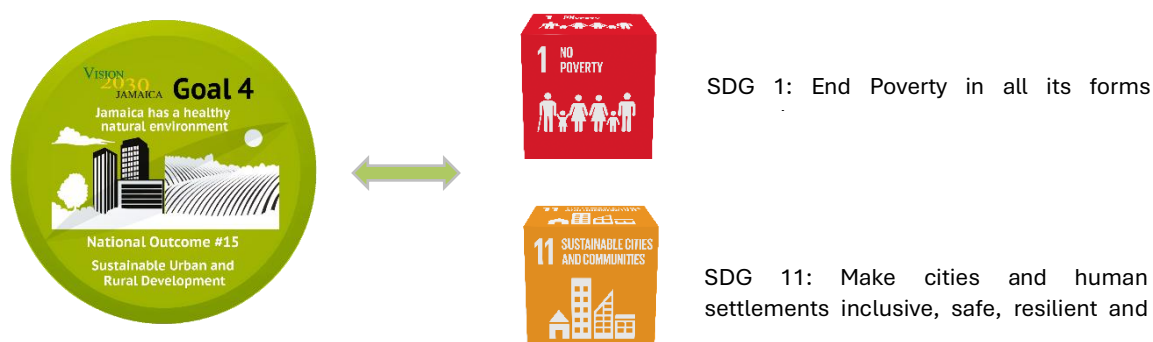 VISION
2030
JAMAICA
Goal 4
Jamaica has a healthy
natural environment
National Outcome #15
Sustainable Urban and
Rural Development
1 NO
POVERTY
SDG 1: End Poverty in all its forms
11 SUSTAINABLE CITIES
AND COMMUNITIES
SDG 11: Make cities and human
settlements inclusive, safe, resilient and